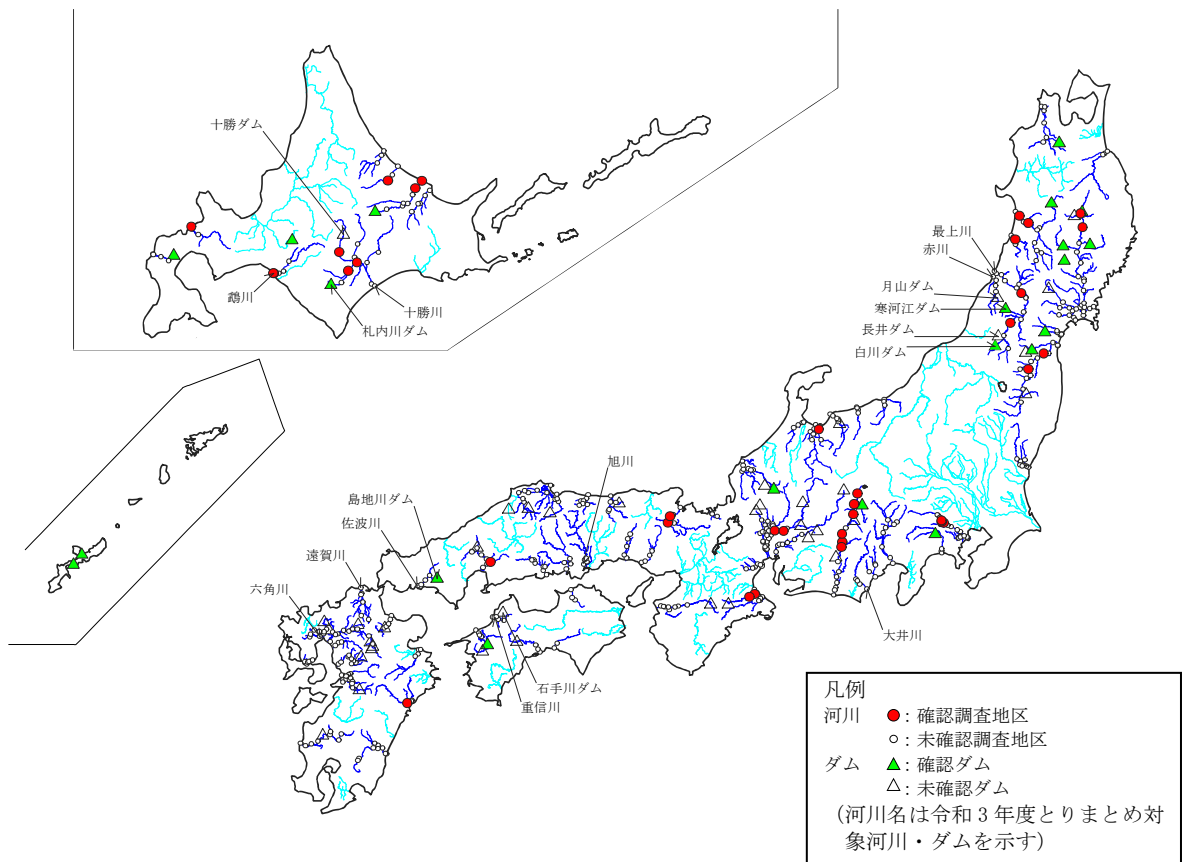 十勝ダム
鵡川
十勝川
札内川ダム
最上川
赤川
月山ダム
寒河江ダム
長井ダム
白川ダム
旭川
島地川ダム
佐波川
遠賀川
六角川
大井川
石手川ダム
重信川
凡例
河川 ：確認調査地区
：未確認調査地区
ダム ：確認ダム
：未確認ダム
（河川名は令和３年度とりまとめ対
象河川・ダムを示す）